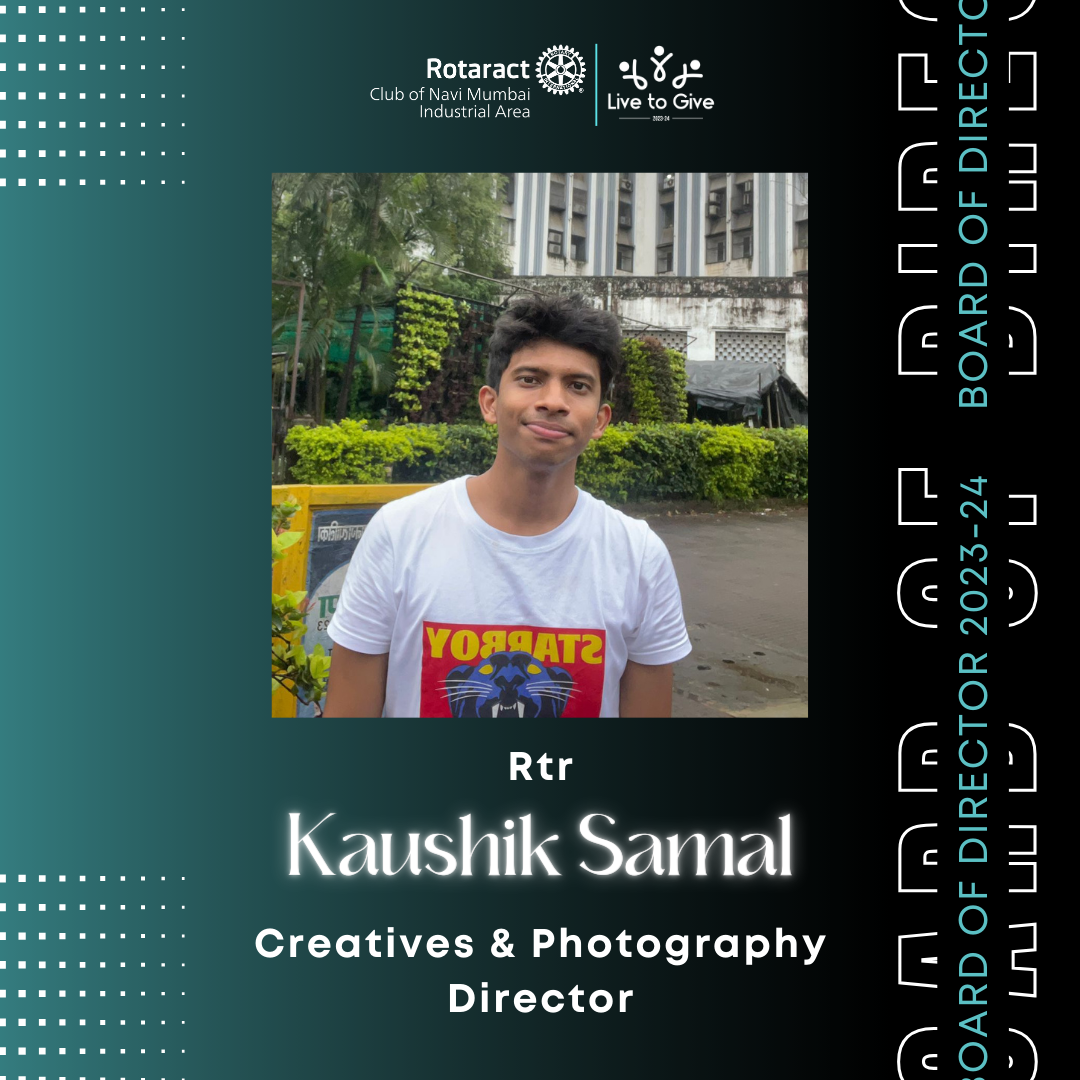 Rotaract
Club of Navi Mumbai
Industrial Area
Live to Give
2023-24
STARBOY
Rtr
Kaushik Samal
Creatives & Photography
Director
BOARD OF DIRECTO
BOARD OF DIRECTOR 2023-24